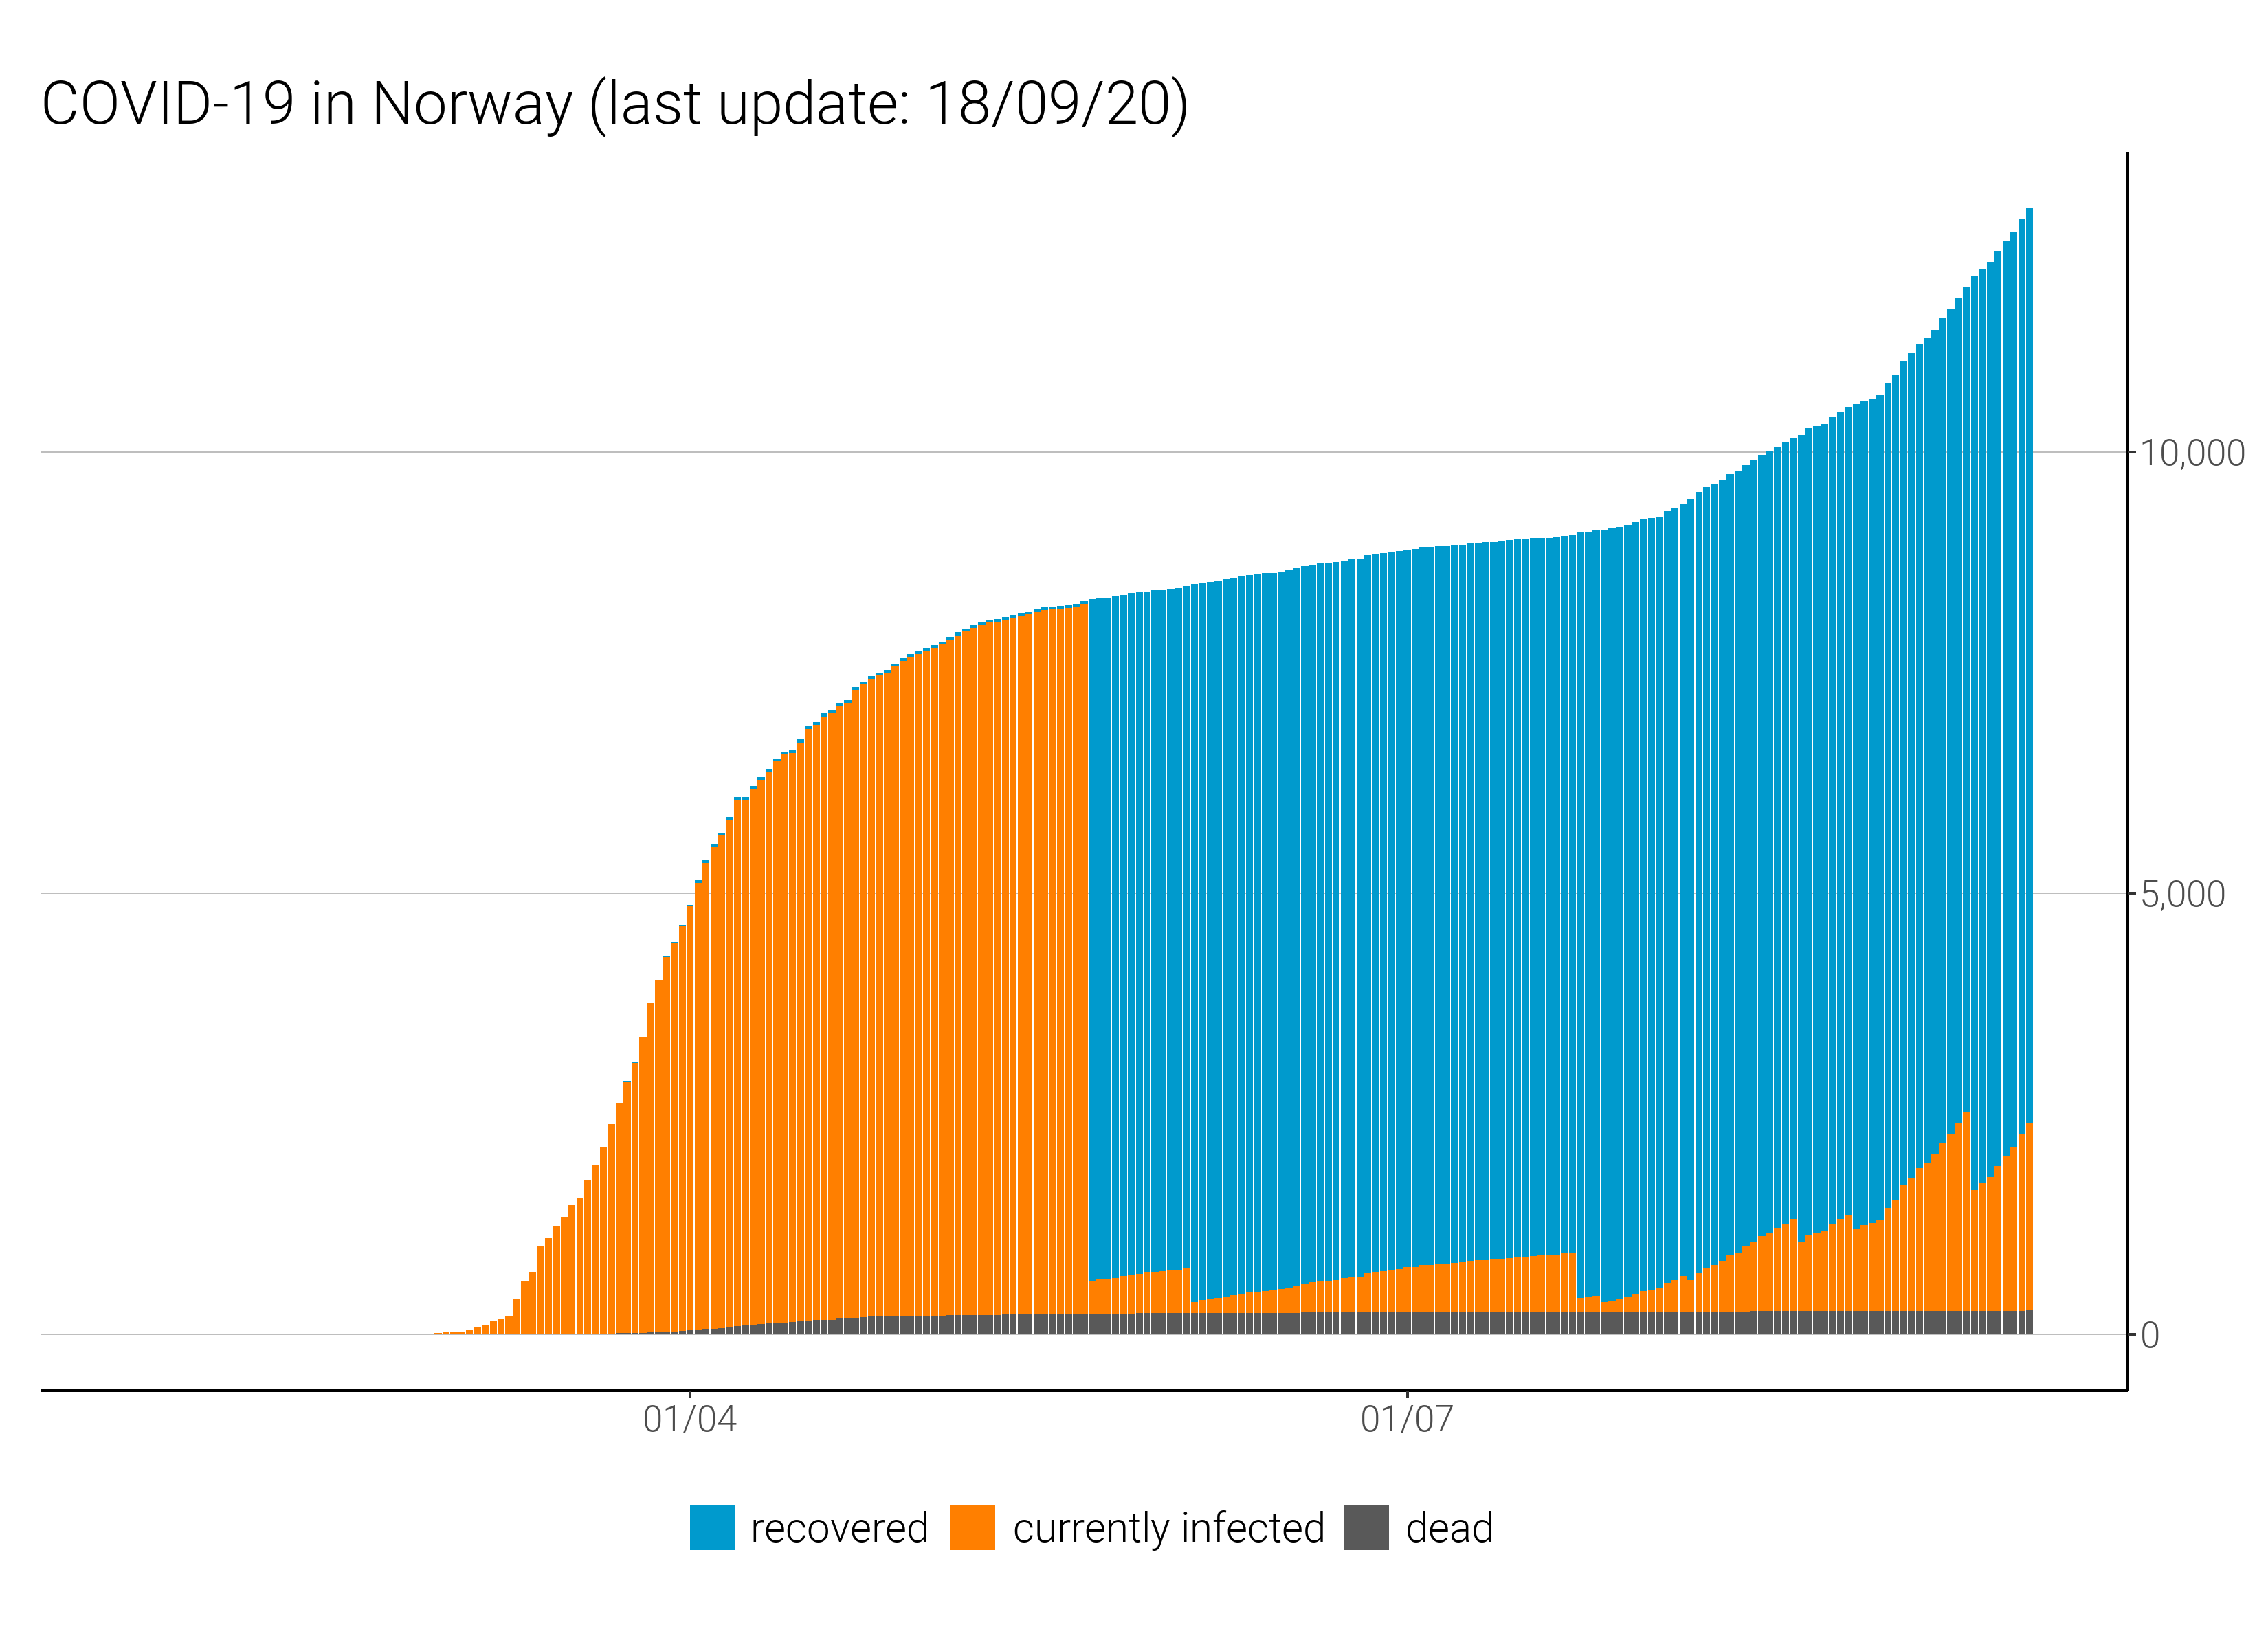 COVID-19 in Norway (last update: 18/09/20)
10,000
5,000
0
01/04 01/07
recovered currently infected dead